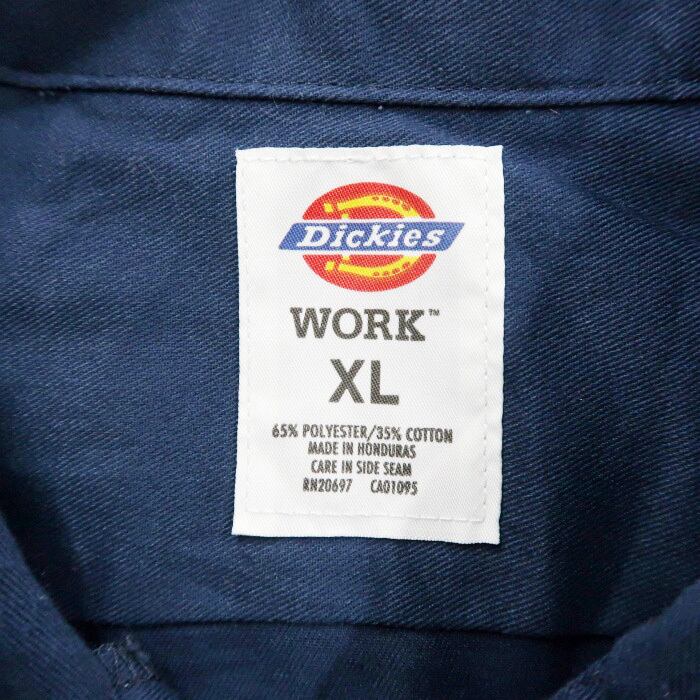 Dickies
WORK™
XL
65% POLYESTER/35% COTTON
MADE IN HONDURAS
CARE IN SIDE SEAM
RN20697 CA01095